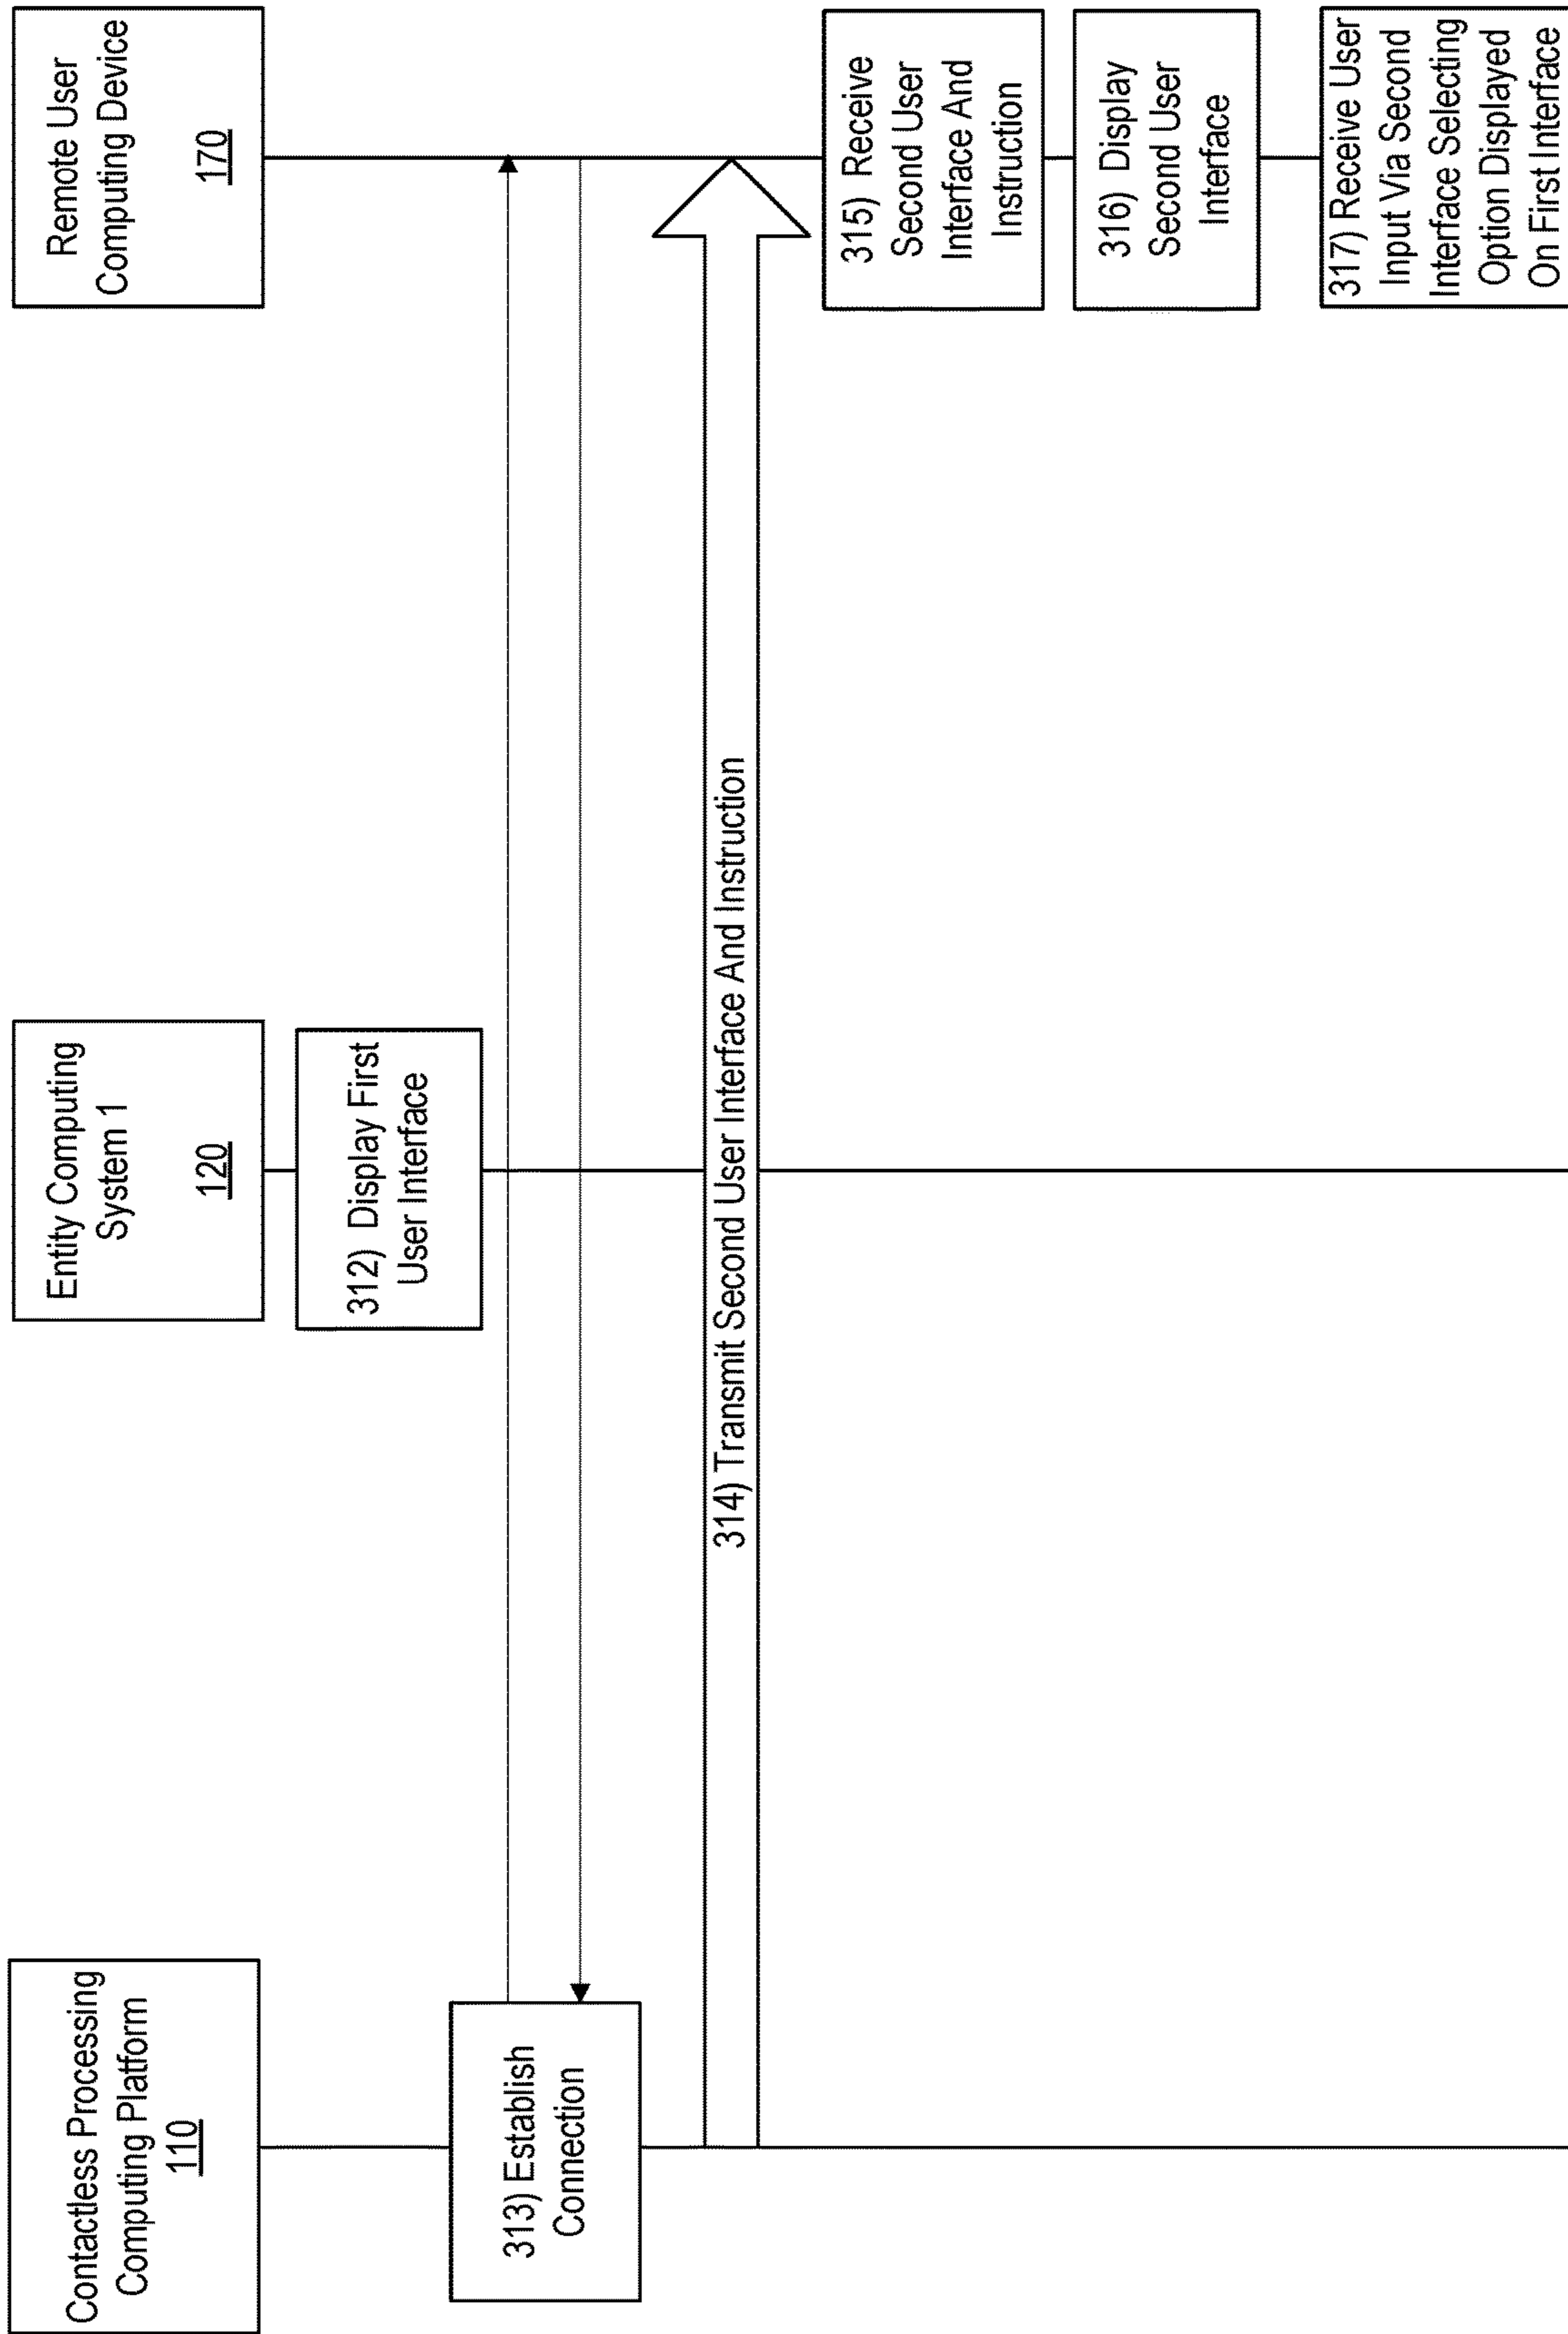 Contactless Processing
Computing Platform
110
Entity Computing
System 1
120
Remote User
Computing Device
170
312) Display First
User Interface
313) Establish
Connection
314) Transmit Second User Interface And Instruction
315) Receive
Second User
Interface And
Instruction
316) Display
Second User
Interface
317) Receive User
Input Via Second
Interface Selecting
Option Displayed
On First Interface